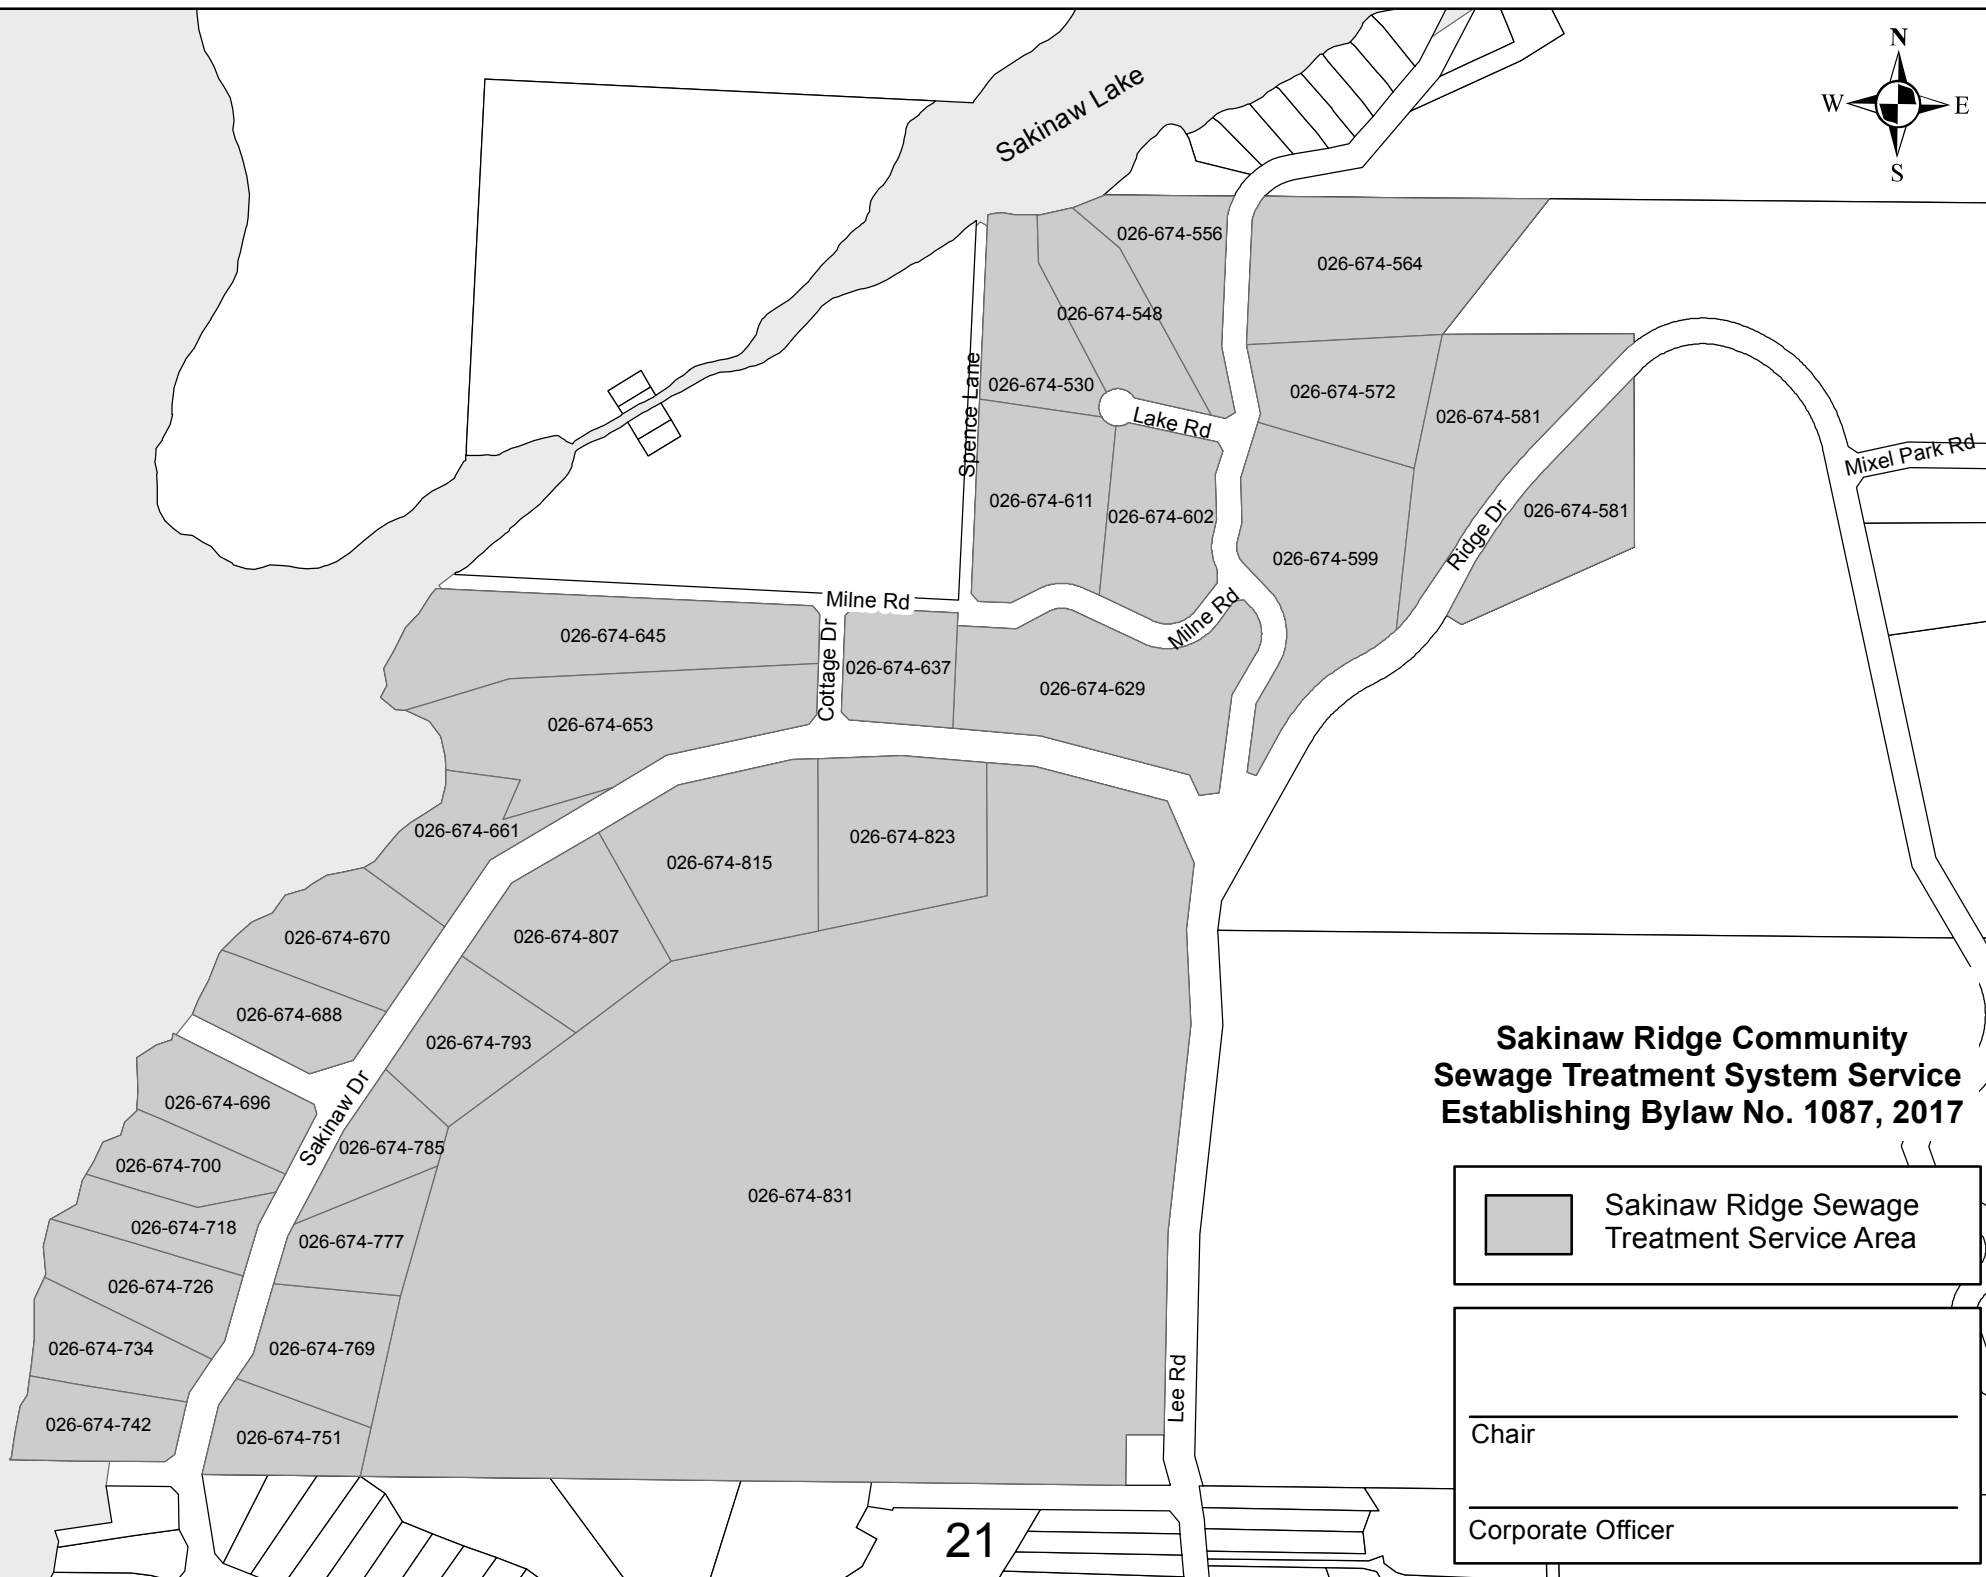 N
W
E
S
Sakinaw Lake
026-674-556
026-674-564
026-674-548
026-674-530
026-674-572
026-674-581
Spence Lane
Lake Rd
Mixel Park Rd
026-674-611
026-674-602
026-674-581
Ridge Dr
026-674-599
Milne Rd
Milne Rd
026-674-645
Cottage Dr
026-674-637
026-674-629
026-674-653
026-674-661
026-674-815
026-674-823
026-674-670
026-674-807
026-674-688
026-674-793
026-674-696
Sakinaw Dr
026-674-785
026-674-700
026-674-831
026-674-718
026-674-777
026-674-726
026-674-734
026-674-769
Lee Rd
026-674-742
026-674-751
21
Sakinaw Ridge Community
Sewage Treatment System Service
Establishing Bylaw No. 1087, 2017
Sakinaw Ridge Sewage
Treatment Service Area
Chair
Corporate Officer